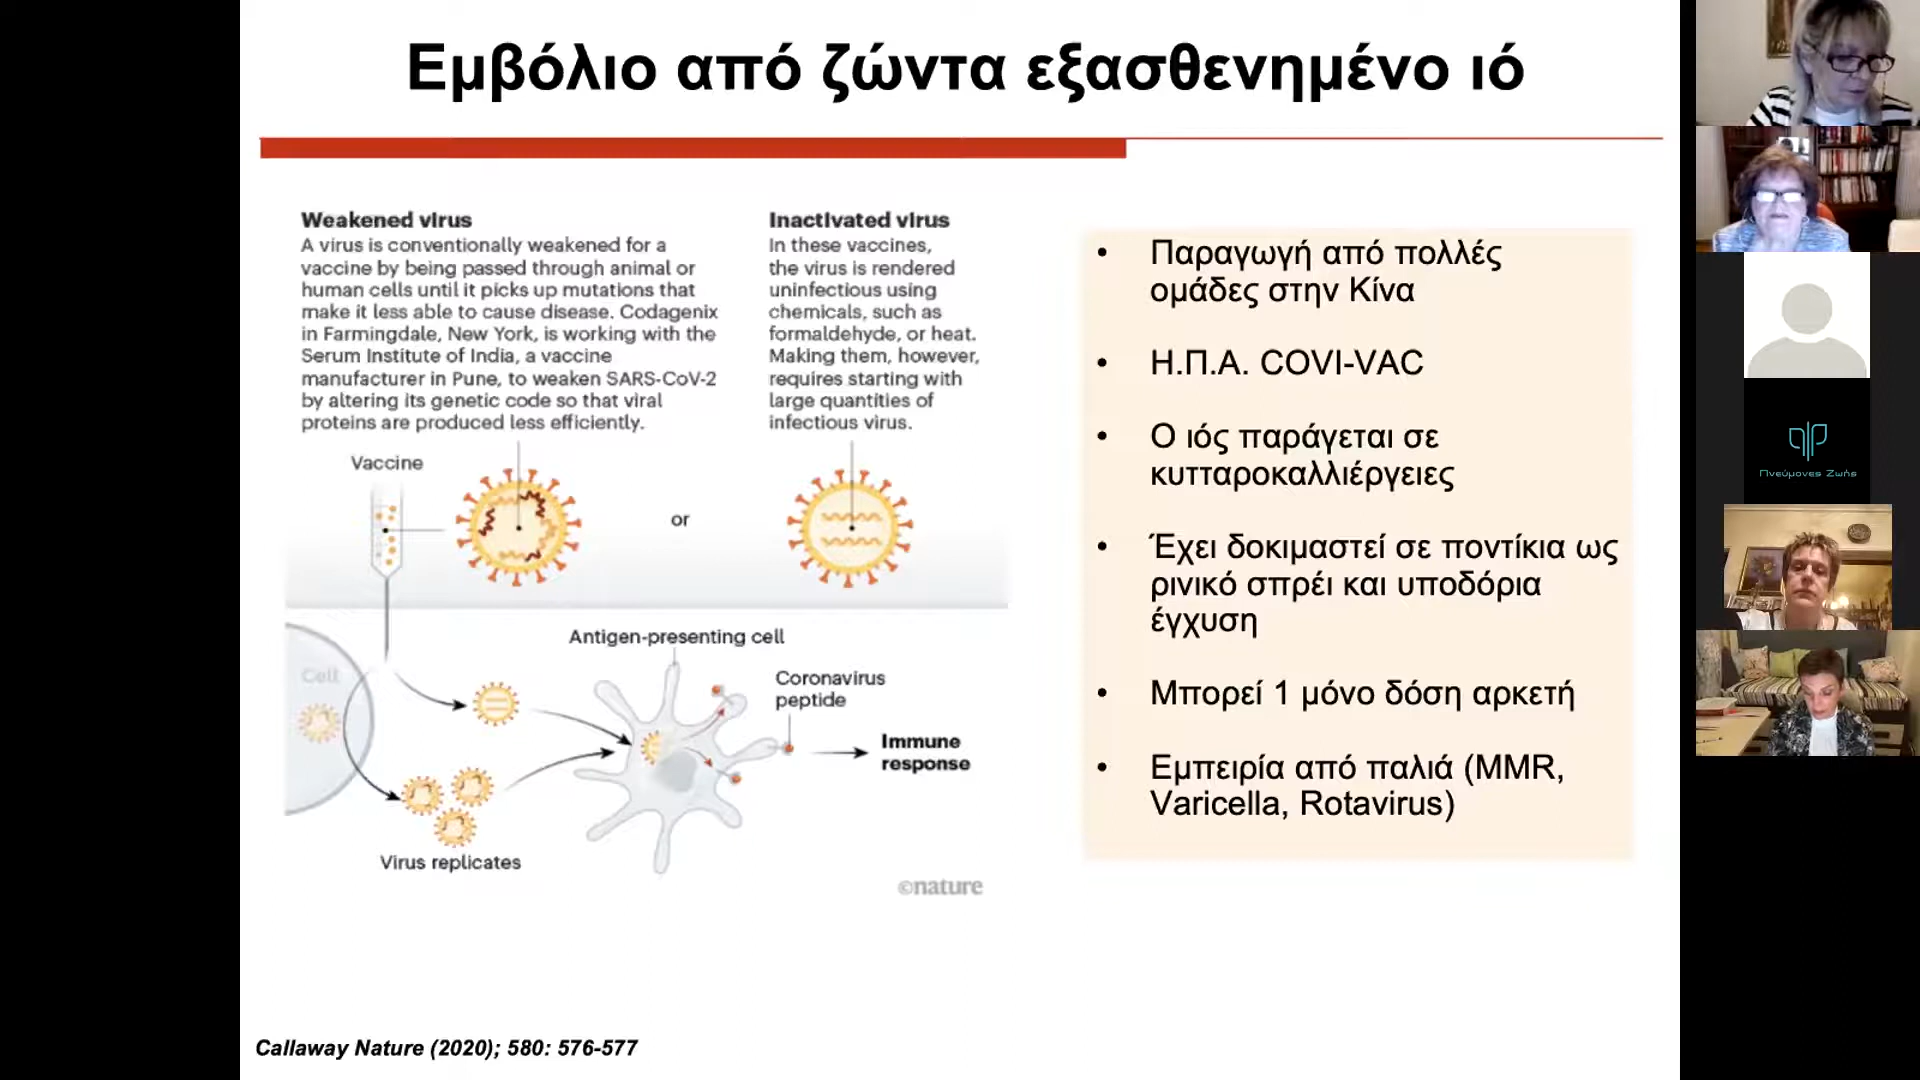 Εμβόλιο από ζώντα εξασθενημένο ιό
Weakened virus
A virus is conventionally weakened for a
vaccine by being passed through animal or
human cells until it picks up mutations that
make it less able to cause disease. Codagenix
in Farmingdale, New York, is working with the
Serum Institute of India, a vaccine
manufacturer in Pune, to weaken SARS-CoV-2
by altering its genetic code so that viral
proteins are produced less efficiently.
Inactivated virus
In these vaccines,
the virus is rendered
uninfectious using
chemicals, such as
formaldehyde, or heat.
Making them, however,
requires starting with
large quantities of
infectious virus.
Vaccine
or
Antigen-presenting cell
Cell
Coronavirus
peptide
Immune
response
Virus replicates
©nature
• Παραγωγή από πολλές
ομάδες στην Κίνα
• Η.Π.Α. COVI-VAC
• Ο ιός παράγεται σε
κυτταροκαλλιέργειες
• Έχει δοκιμαστεί σε ποντίκια ως
ρινικό σπρέι και υποδόρια
έγχυση
• Μπορεί 1 μόνο δόση αρκετή
• Εμπειρία από παλιά (MMR,
Varicella, Rotavirus)
Callaway Nature (2020); 580: 576-577
Πνεύμονες Ζωής